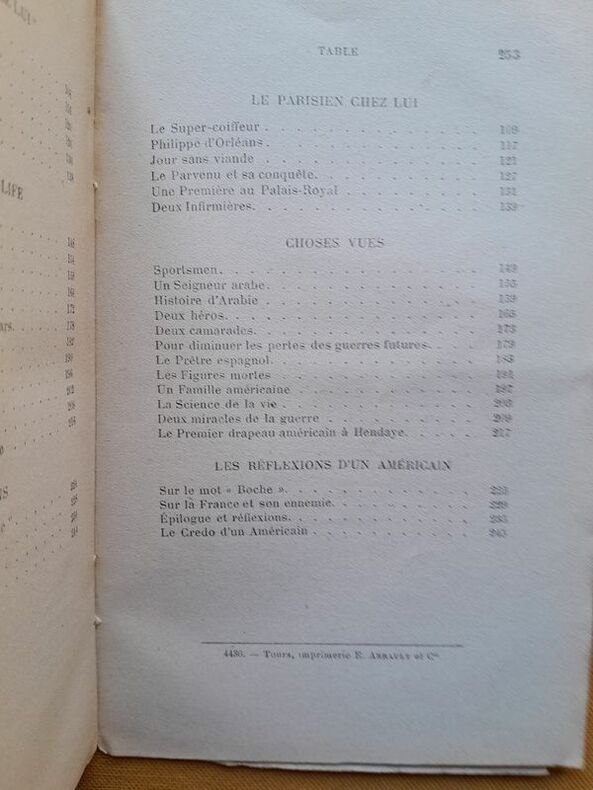 LUI"
LIFE
TABLE 253
LE PARISIEN CHEZ LUI
Le Super-coiffeur 109
Philippe d'Orléans 117
Jour sans viande 121
Le Parvenu et sa conquête 127
Une Première au Palais-Royal 131
Deux Infirmières 139
CHOSES VUES
Sportsmen 149
Un Seigneur arabe 155
Histoire d'Arabie 159
Deux héros 165
Deux camarades 173
Pour diminuer les pertes des guerres futures 179
Le Prêtre espagnol 183
Les Figures mortes 191
Un Famille américaine 197
La Science de la vie
Deux miracles de la guerre 209
Le Premier drapeau américain à Hendaye 217
LES RÉFLEXIONS D'UN AMÉRICAIN
Sur le mot « Boche » 223
Sur la France et son ennemie 229
Épilogue et réflexions 235
Le Credo d'un Américain
4430. — Tours, imprimerie E. ARRAULT et Cie